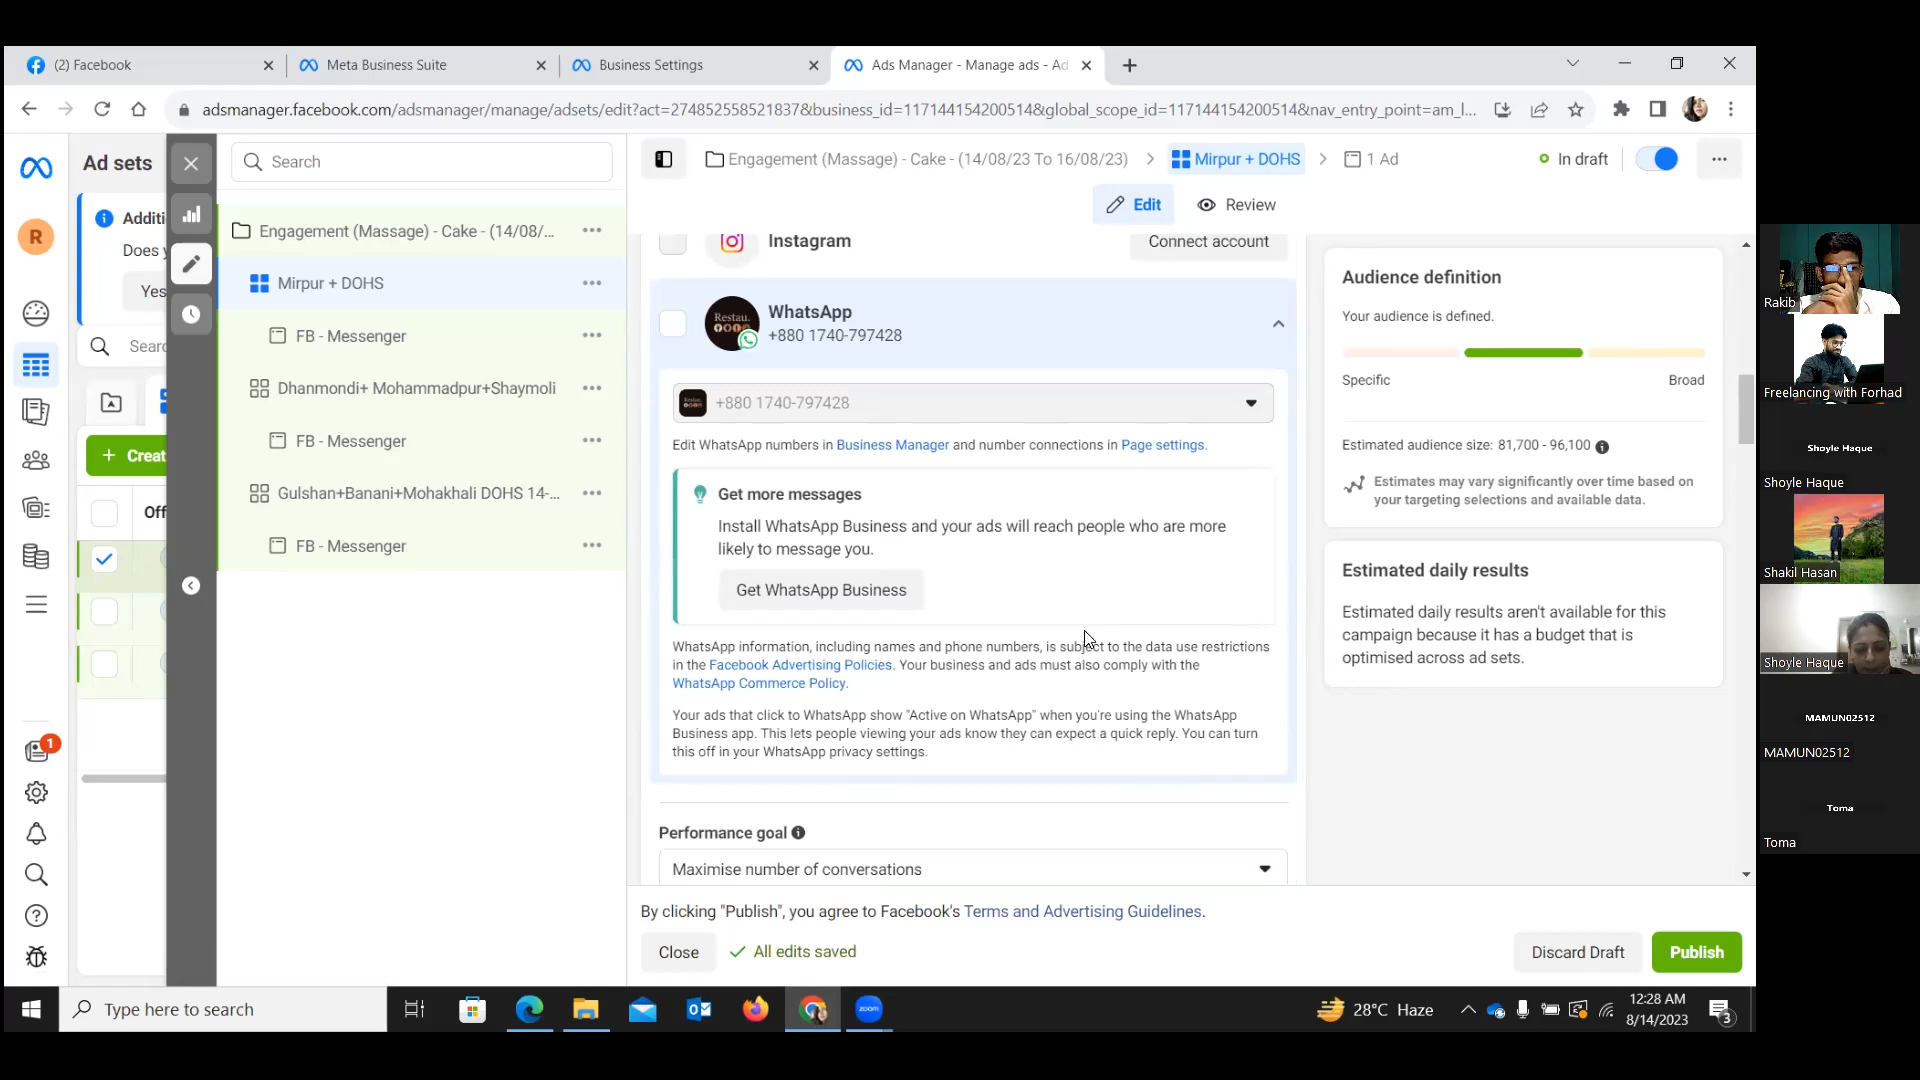 (2) Facebook
Meta Business Suite
Business Settings
Ads Manager - Manage ads - Ad
adsmanager.facebook.com/adsmanager/manage/adsets/edit?act=274852558521837&business_id=117144154200514&global_scope_id=117144154200514&nav_entry_point=am_l...
Ad sets
Search
Engagement (Massage) - Cake - (14/08/23 To 16/08/23)
Mirpur + DOHS
1 Ad
In draft
Edit
Review
R
Additi
Does y
Yes
Searc
Creat
Off
1
Engagement (Massage) - Cake - (14/08/...
Mirpur + DOHS
FB - Messenger
Dhanmondi+ Mohammadpur+Shaymoli
FB - Messenger
Gulshan+Banani+Mohakhali DOHS 14-...
FB - Messenger
Instagram
Connect account
Restau.
WhatsApp
+880 1740-797428
+880 1740-797428
Edit WhatsApp numbers in Business Manager and number connections in Page settings.
Get more messages
Install WhatsApp Business and your ads will reach people who are more
likely to message you.
Get WhatsApp Business
WhatsApp information, including names and phone numbers, is subject to the data use restrictions
in the Facebook Advertising Policies. Your business and ads must also comply with the
WhatsApp Commerce Policy.
Your ads that click to WhatsApp show "Active on WhatsApp" when you're using the WhatsApp
Business app. This lets people viewing your ads know they can expect a quick reply. You can turn
this off in your WhatsApp privacy settings.
Performance goal
Maximise number of conversations
Audience definition
Your audience is defined.
Specific
Broad
Estimated audience size: 81,700 - 96,100
Estimates may vary significantly over time based on
your targeting selections and available data.
Estimated daily results
Estimated daily results aren't available for this
campaign because it has a budget that is
optimised across ad sets.
By clicking "Publish", you agree to Facebook's Terms and Advertising Guidelines.
Close
All edits saved
Discard Draft
Publish
Type here to search
zoom
28°C Haze
12:28 AM
8/14/2023
3
Rakib
Freelancing with Forhad
Shoyle Haque
Shoyle Haque
Shakil Hasan
Shoyle Haque
MAMUN02512
MAMUN02512
Toma
Toma